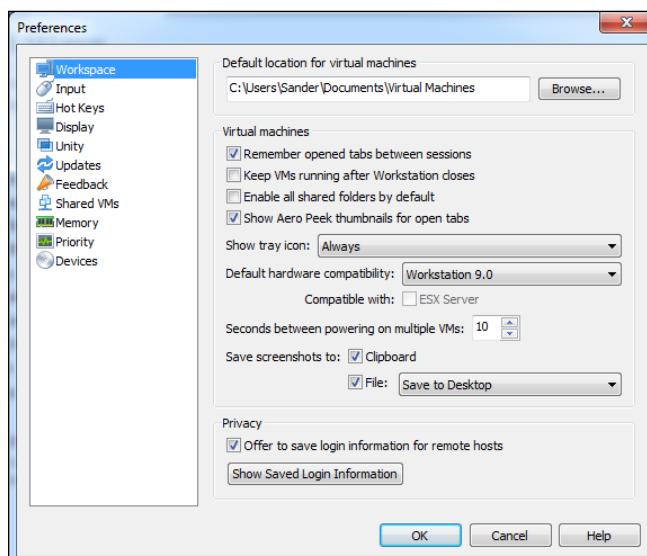 Preferences
Workspace
Input
Hot Keys
Display
Unity
Updates
Feedback
Shared VMs
Memory
Priority
Devices
Default location for virtual machines
C:\Users\Sander\Documents\Virtual Machines Browse...
Virtual machines
Remember opened tabs between sessions
Keep VMs running after Workstation closes
Enable all shared folders by default
Show Aero Peek thumbnails for open tabs
Show tray icon: Always
Default hardware compatibility: Workstation 9.0
Compatible with: ESX Server
Seconds between powering on multiple VMs: 10
Save screenshots to: Clipboard
File: Save to Desktop
Privacy
Offer to save login information for remote hosts
Show Saved Login Information
OK Cancel Help